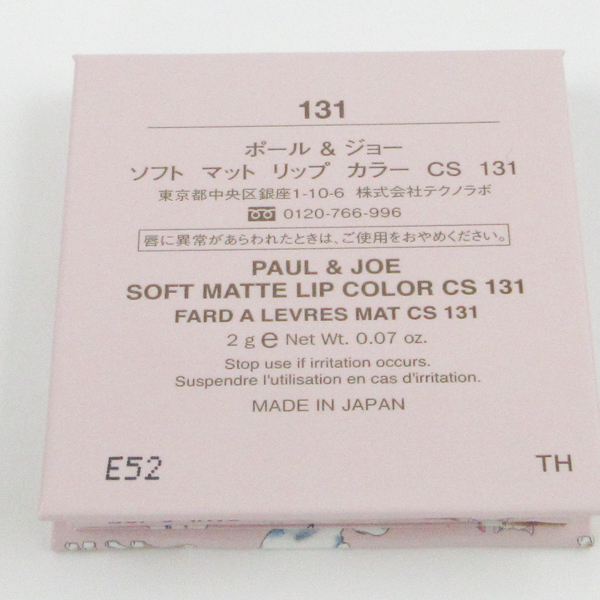 131
ポール & ジョー
ソフト マット リップ カラー CS 131
東京都中央区銀座1-10-6 株式会社テクノラボ
0120-766-996
唇に異常があらわれたときは、ご使用をおやめください。
PAUL & JOE
SOFT MATTE LIP COLOR CS 131
FARD A LEVRES MAT CS 131
2 g ℮ Net Wt. 0.07 oz.
Stop use if irritation occurs.
Suspendre l'utilisation en cas d'irritation.
MADE IN JAPAN
E52 TH